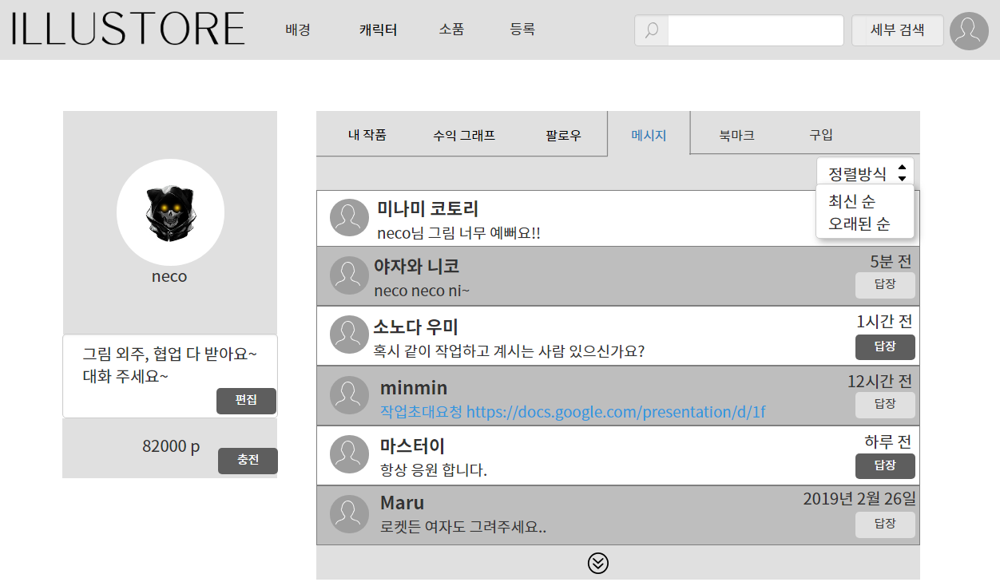 ILLUSTORE 배경 캐릭터 소품 등록 세부 검색
내 작품 수익 그래프 팔로우 메시지 북마크 구입
정렬방식
최신 순
오래된 순
neco
그림 외주, 협업 다 받아요~
대화 주세요~
편집
82000 p
충전
미나미 코토리
neco님 그림 너무 예뻐요!!
야자와 니코
5분 전
neco neco ni~
답장
소노다 우미
1시간 전
혹시 같이 작업하고 계시는 사람 있으신가요?
답장
minmin
12시간 전
작업초대요청 https://docs.google.com/presentation/d/1f
답장
마스터이
하루 전
항상 응원 합니다.
답장
Maru
2019년 2월 26일
로켓든 여자도 그려주세요..
답장